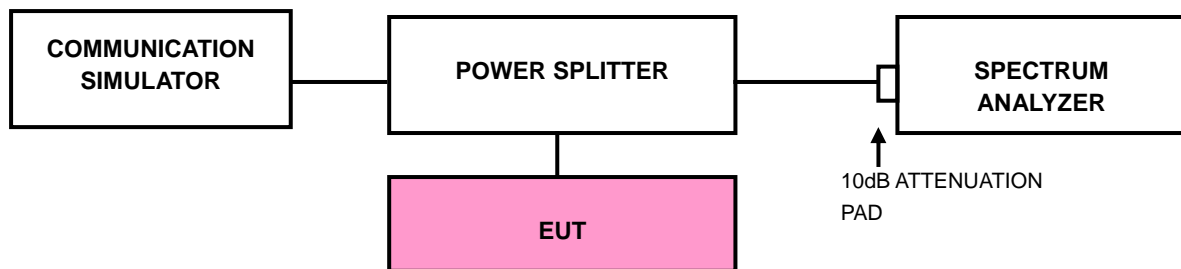 COMMUNICATION
SIMULATOR
POWER SPLITTER
SPECTRUM
ANALYZER
10dB ATTENUATION
PAD
EUT